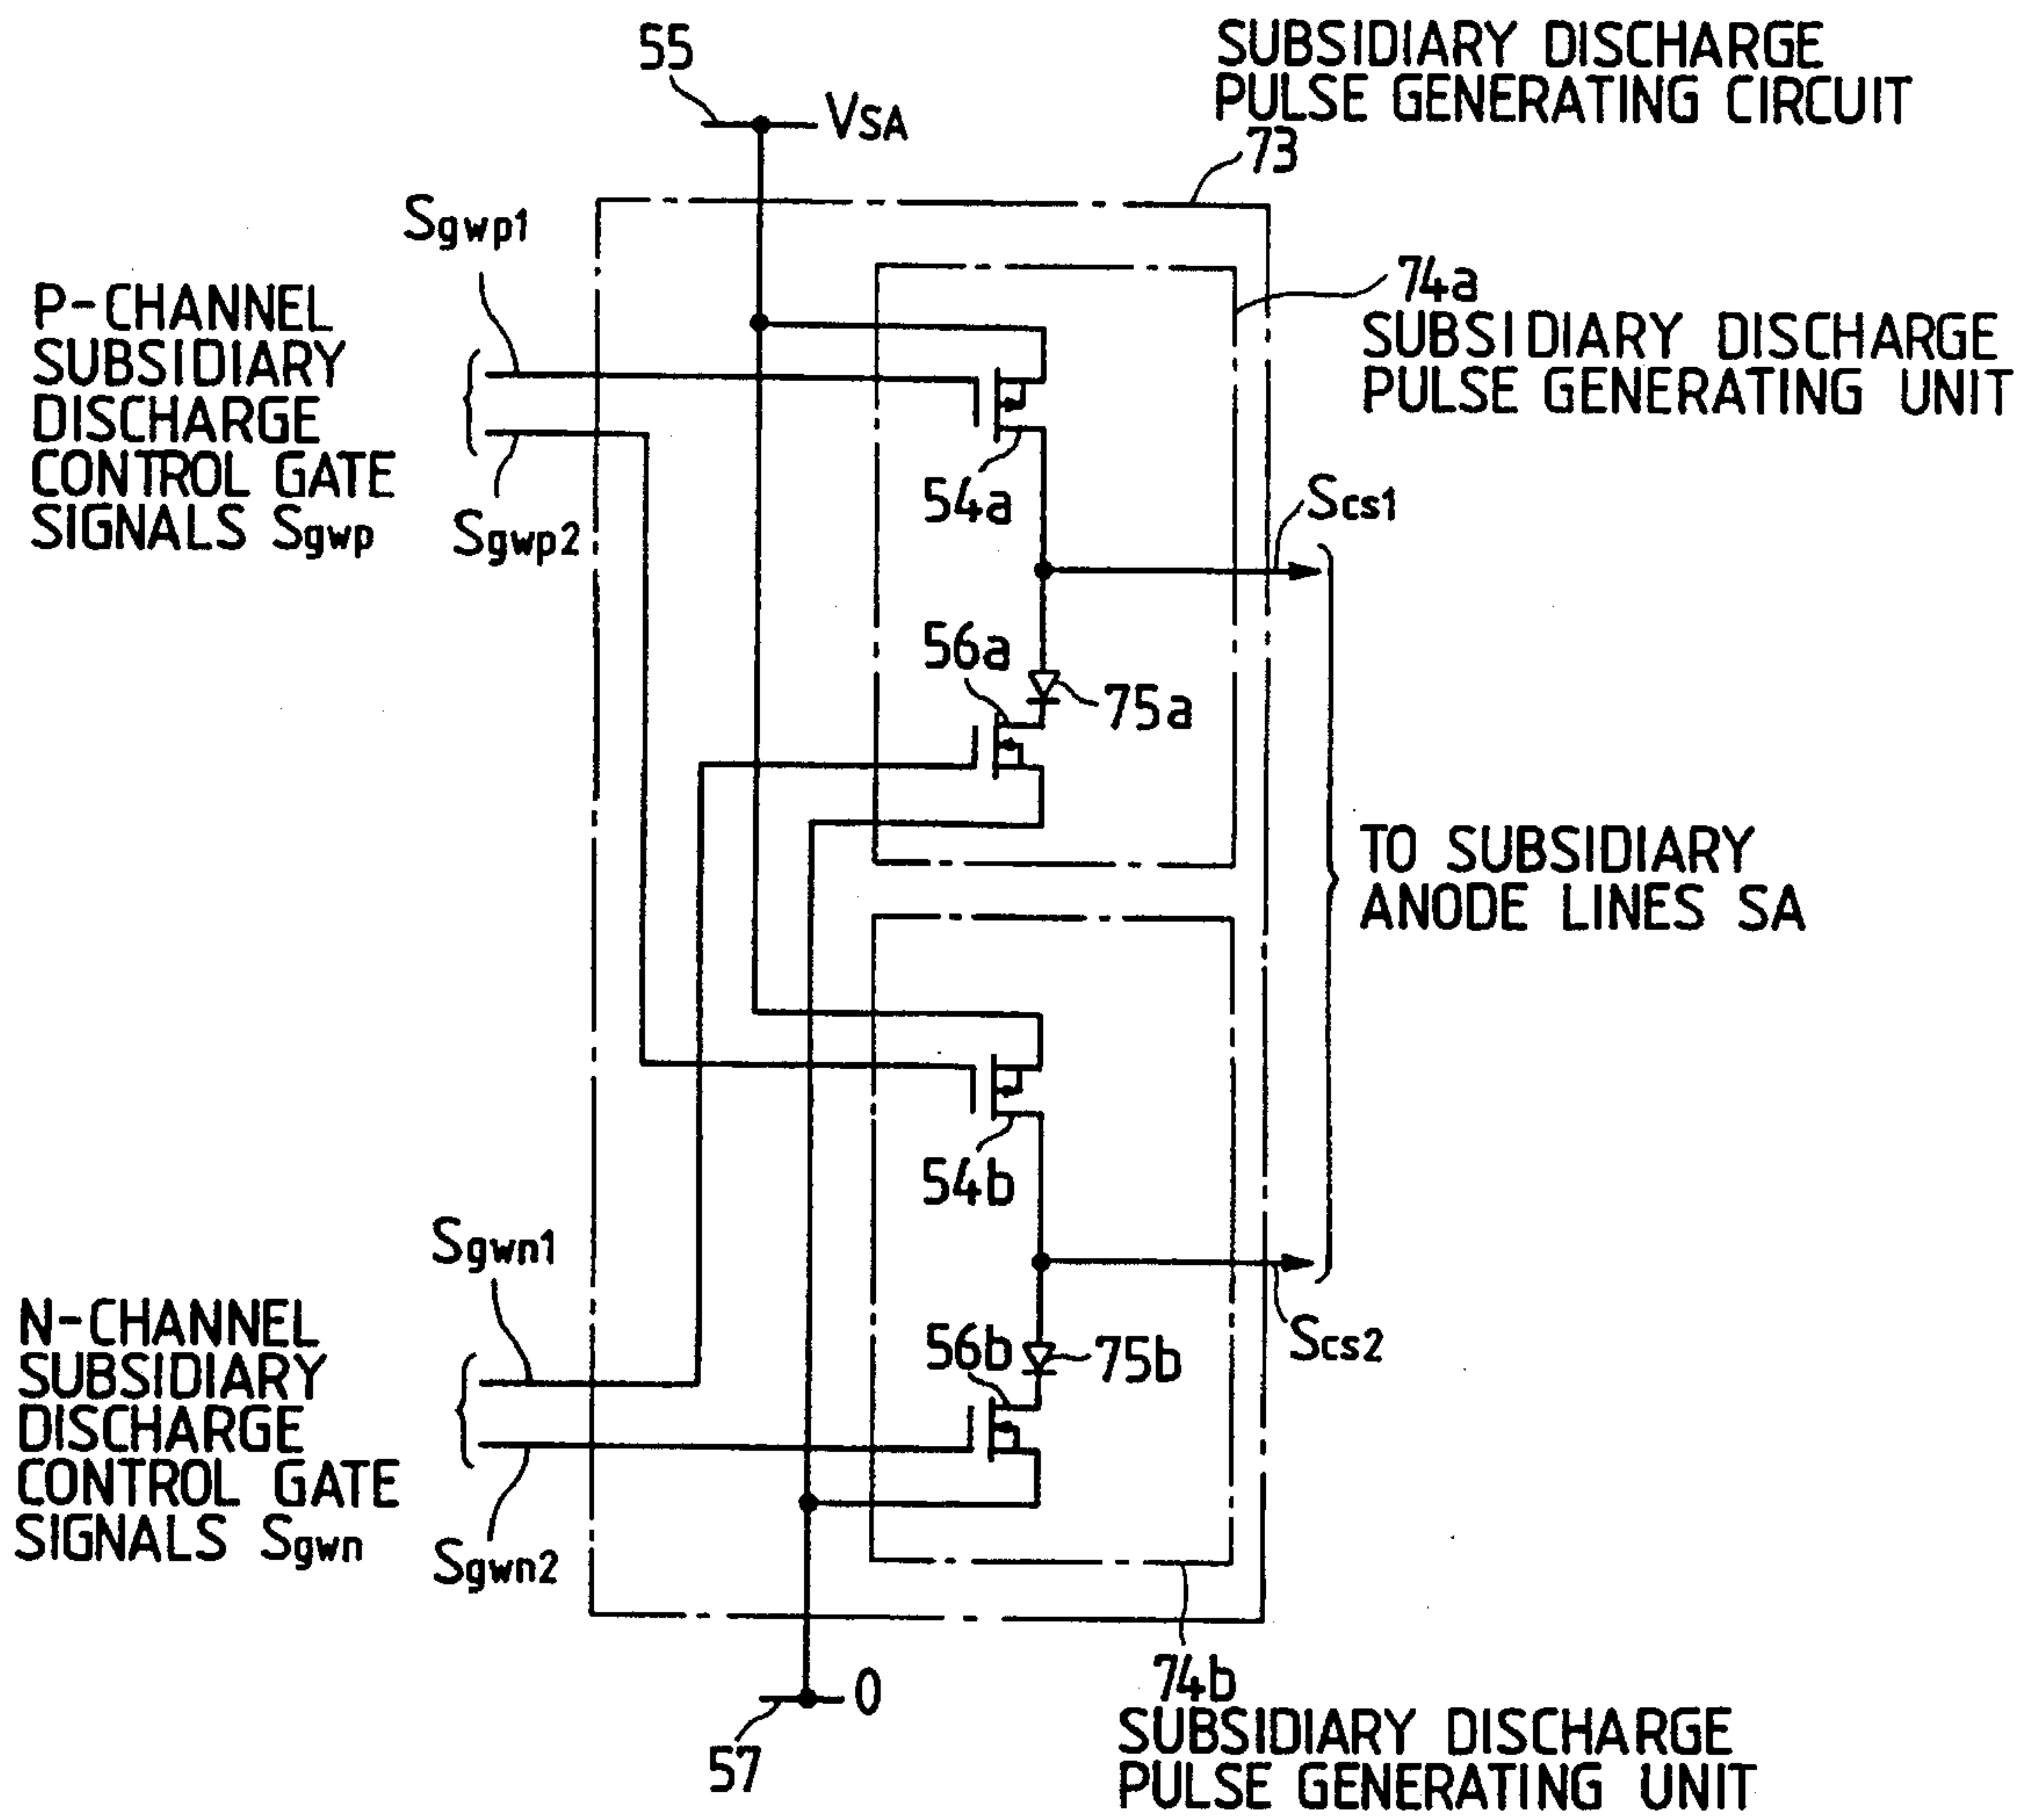 55
VSA
SUBSIDIARY DISCHARGE
PULSE GENERATING CIRCUIT
73
Sgwp1
P-CHANNEL
SUBSIDIARY
DISCHARGE
CONTROL GATE
SIGNALS Sgwp
Sgwp2
74a
SUBSIDIARY DISCHARGE
PULSE GENERATING UNIT
54a
Scs1
56a
75a
TO SUBSIDIARY
ANODE LINES SA
54b
Sgwn1
N-CHANNEL
SUBSIDIARY
DISCHARGE
CONTROL GATE
SIGNALS Sgwn
Sgwn2
56b
75b
Scs2
57
0
74b
SUBSIDIARY DISCHARGE
PULSE GENERATING UNIT